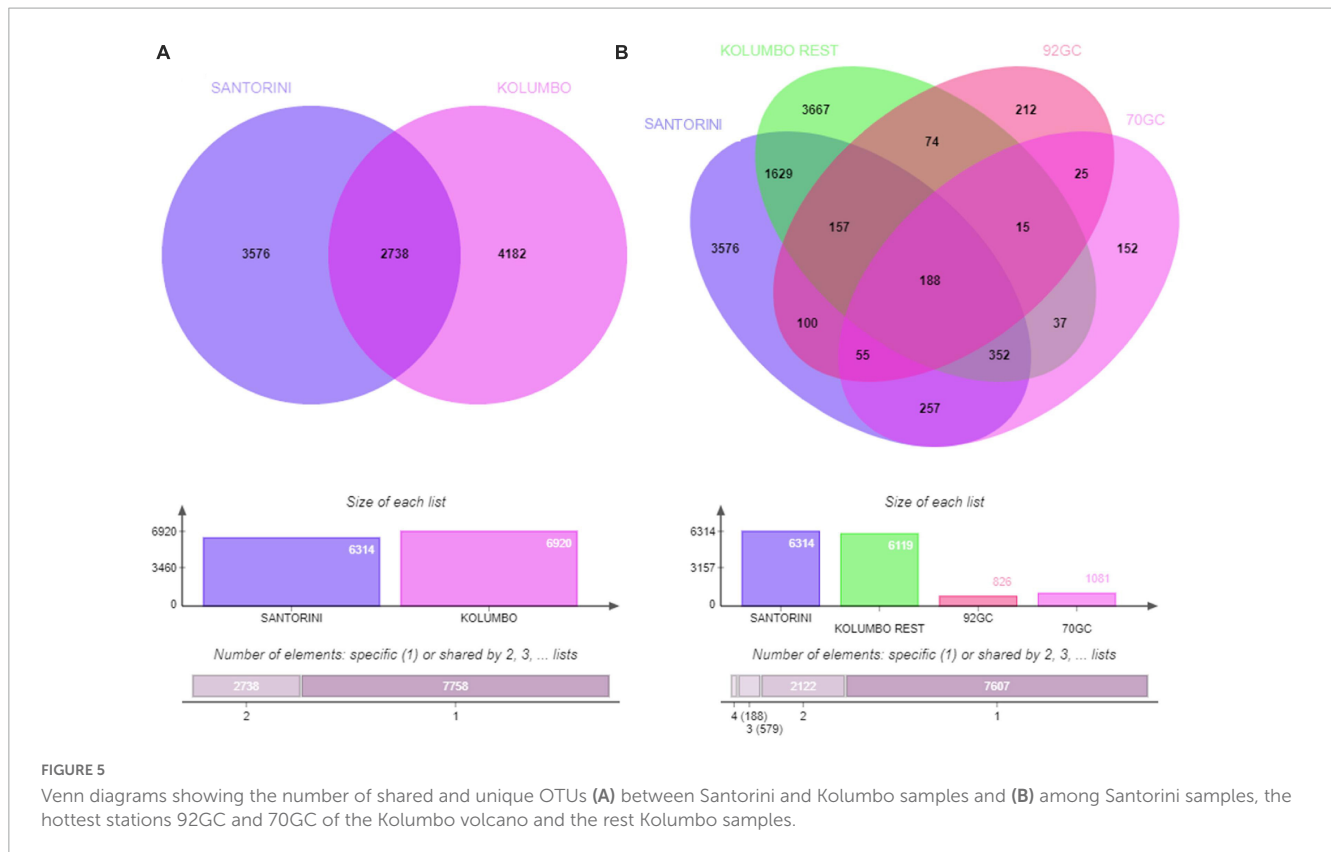 A
B
SANTORINI
KOLUMBO
3576
2738
4182
KOLUMBO REST
92GC
SANTORINI
70GC
3667
212
74
1629
25
157
15
3576
152
188
100
37
55
352
257
Size of each list
6920
3460
0
6314
6920
SANTORINI
KOLUMBO
Number of elements: specific (1) or shared by 2, 3, ... lists
2738
7758
2
1
Size of each list
6314
3157
0
6314
6119
826
1081
SANTORINI
KOLUMBO REST
92GC
70GC
Number of elements: specific (1) or shared by 2, 3, ... lists
2122
7607
4 (188)
3 (579)
2
1
FIGURE 5
Venn diagrams showing the number of shared and unique OTUs (A) between Santorini and Kolumbo samples and (B) among Santorini samples, the
hottest stations 92GC and 70GC of the Kolumbo volcano and the rest Kolumbo samples.